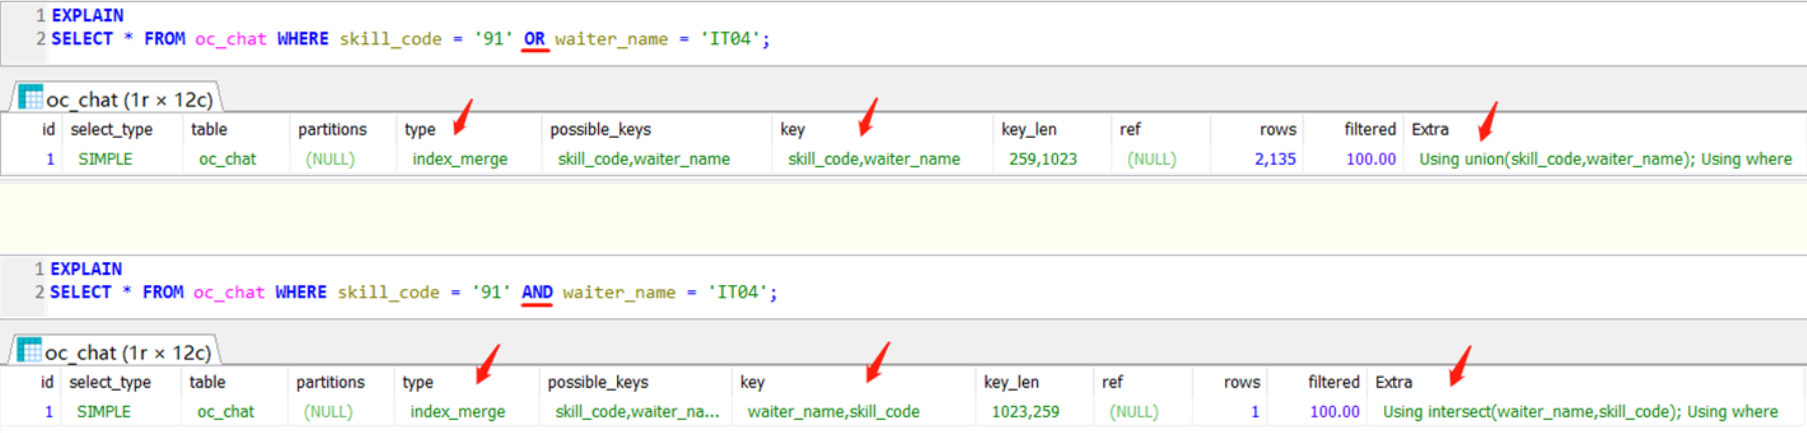 1 EXPLAIN
2 SELECT * FROM oc_chat WHERE skill_code = '91' OR waiter_name = 'IT04';
oc_chat (1r × 12c)
id select_type table partitions type possible_keys key key_len ref rows filtered Extra
1 SIMPLE oc_chat (NULL) index_merge skill_code,waiter_name skill_code,waiter_name 259,1023 (NULL) 2,135 100.00 Using union(skill_code,waiter_name); Using where
1 EXPLAIN
2 SELECT * FROM oc_chat WHERE skill_code = '91' AND waiter_name = 'IT04';
oc_chat (1r × 12c)
id select_type table partitions type possible_keys key key_len ref rows filtered Extra
1 SIMPLE oc_chat (NULL) index_merge skill_code,waiter_na... waiter_name,skill_code 1023,259 (NULL) 1 100.00 Using intersect(waiter_name,skill_code); Using where